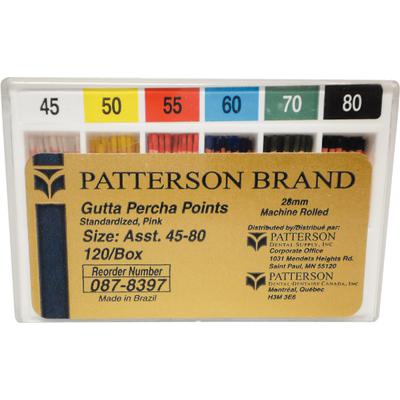 45 50 55 60 70 80
PATTERSON BRAND
Gutta Percha Points
Standardized, Pink
Size: Asst. 45-80
120/Box
Reorder Number
087-8397
Made in Brazil
28mm
Machine Rolled
Distributed by/Distribué par:
PATTERSON
DENTAL SUPPLY, INC
Corporate Office
1031 Mendota Heights Rd.
Saint Paul, MN 55120
PATTERSON
DENTAL/DENTAIRE CANADA, INC
Montréal, Québec
H3M 3E6